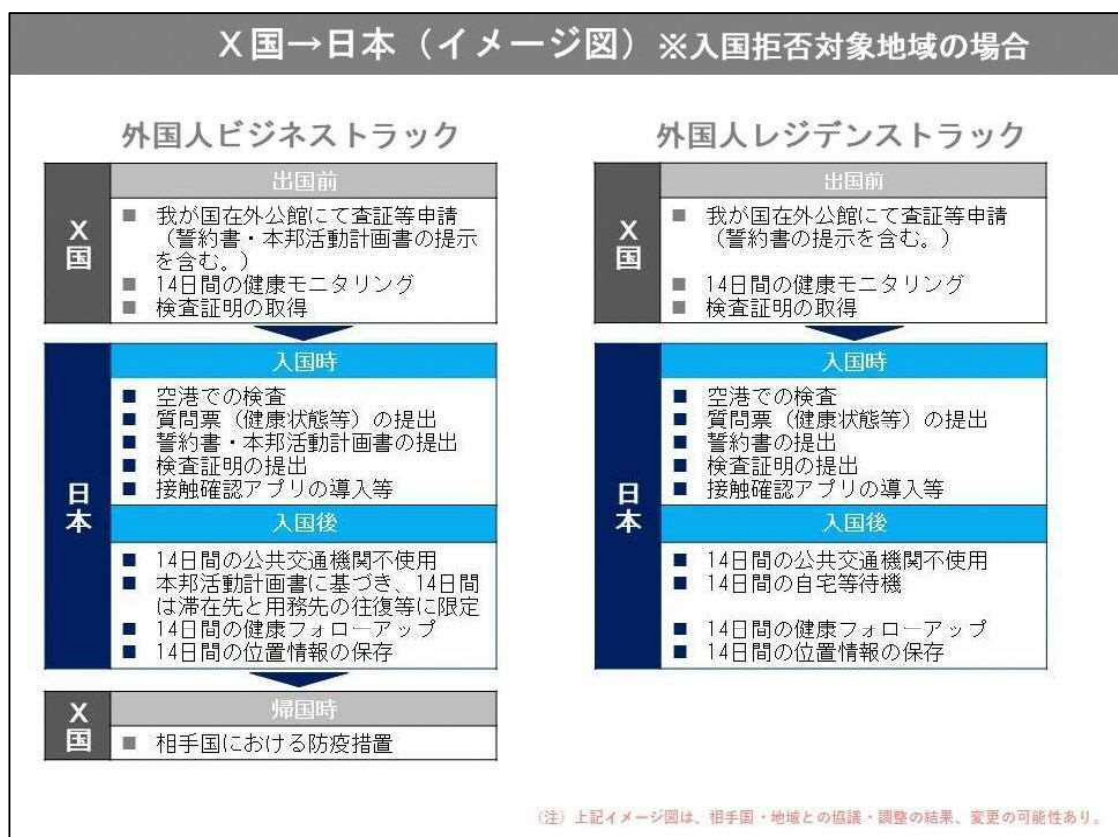 X国→日本（イメージ図）※入国拒否対象地域の場合
外国人ビジネストラック
X国
出国前
■ 我が国在外公館にて査証等申請
（誓約書・本邦活動計画書の提示
を含む。）
■ 14日間の健康モニタリング
■ 検査証明の取得
日本
入国時
■ 空港での検査
■ 質問票（健康状態等）の提出
■ 誓約書・本邦活動計画書の提出
■ 検査証明の提出
■ 接触確認アプリの導入等
入国後
■ 14日間の公共交通機関不使用
■ 本邦活動計画書に基づき、14日間
は滞在先と用務先の往復等に限定
■ 14日間の健康フォローアップ
■ 14日間の位置情報の保存
X国
帰国時
■ 相手国における防疫措置
外国人レジデンストラック
X国
出国前
■ 我が国在外公館にて査証等申請
（誓約書の提示を含む。）
■ 14日間の健康モニタリング
■ 検査証明の取得
日本
入国時
■ 空港での検査
■ 質問票（健康状態等）の提出
■ 誓約書の提出
■ 検査証明の提出
■ 接触確認アプリの導入等
入国後
■ 14日間の公共交通機関不使用
■ 14日間の自宅等待機
■ 14日間の健康フォローアップ
■ 14日間の位置情報の保存
（注）上記イメージ図は、相手国・地域との協議・調整の結果、変更の可能性あり。